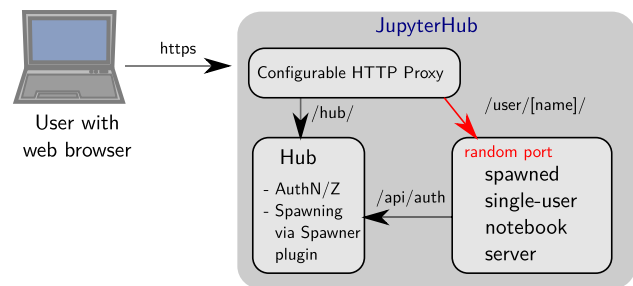 JupyterHub
https
Configurable HTTP Proxy
/hub/
/user/[name]/
User with
web browser
Hub
- AuthN/Z
- Spawning
via Spawner
plugin
/api/auth
random port
spawned
single-user
notebook
server